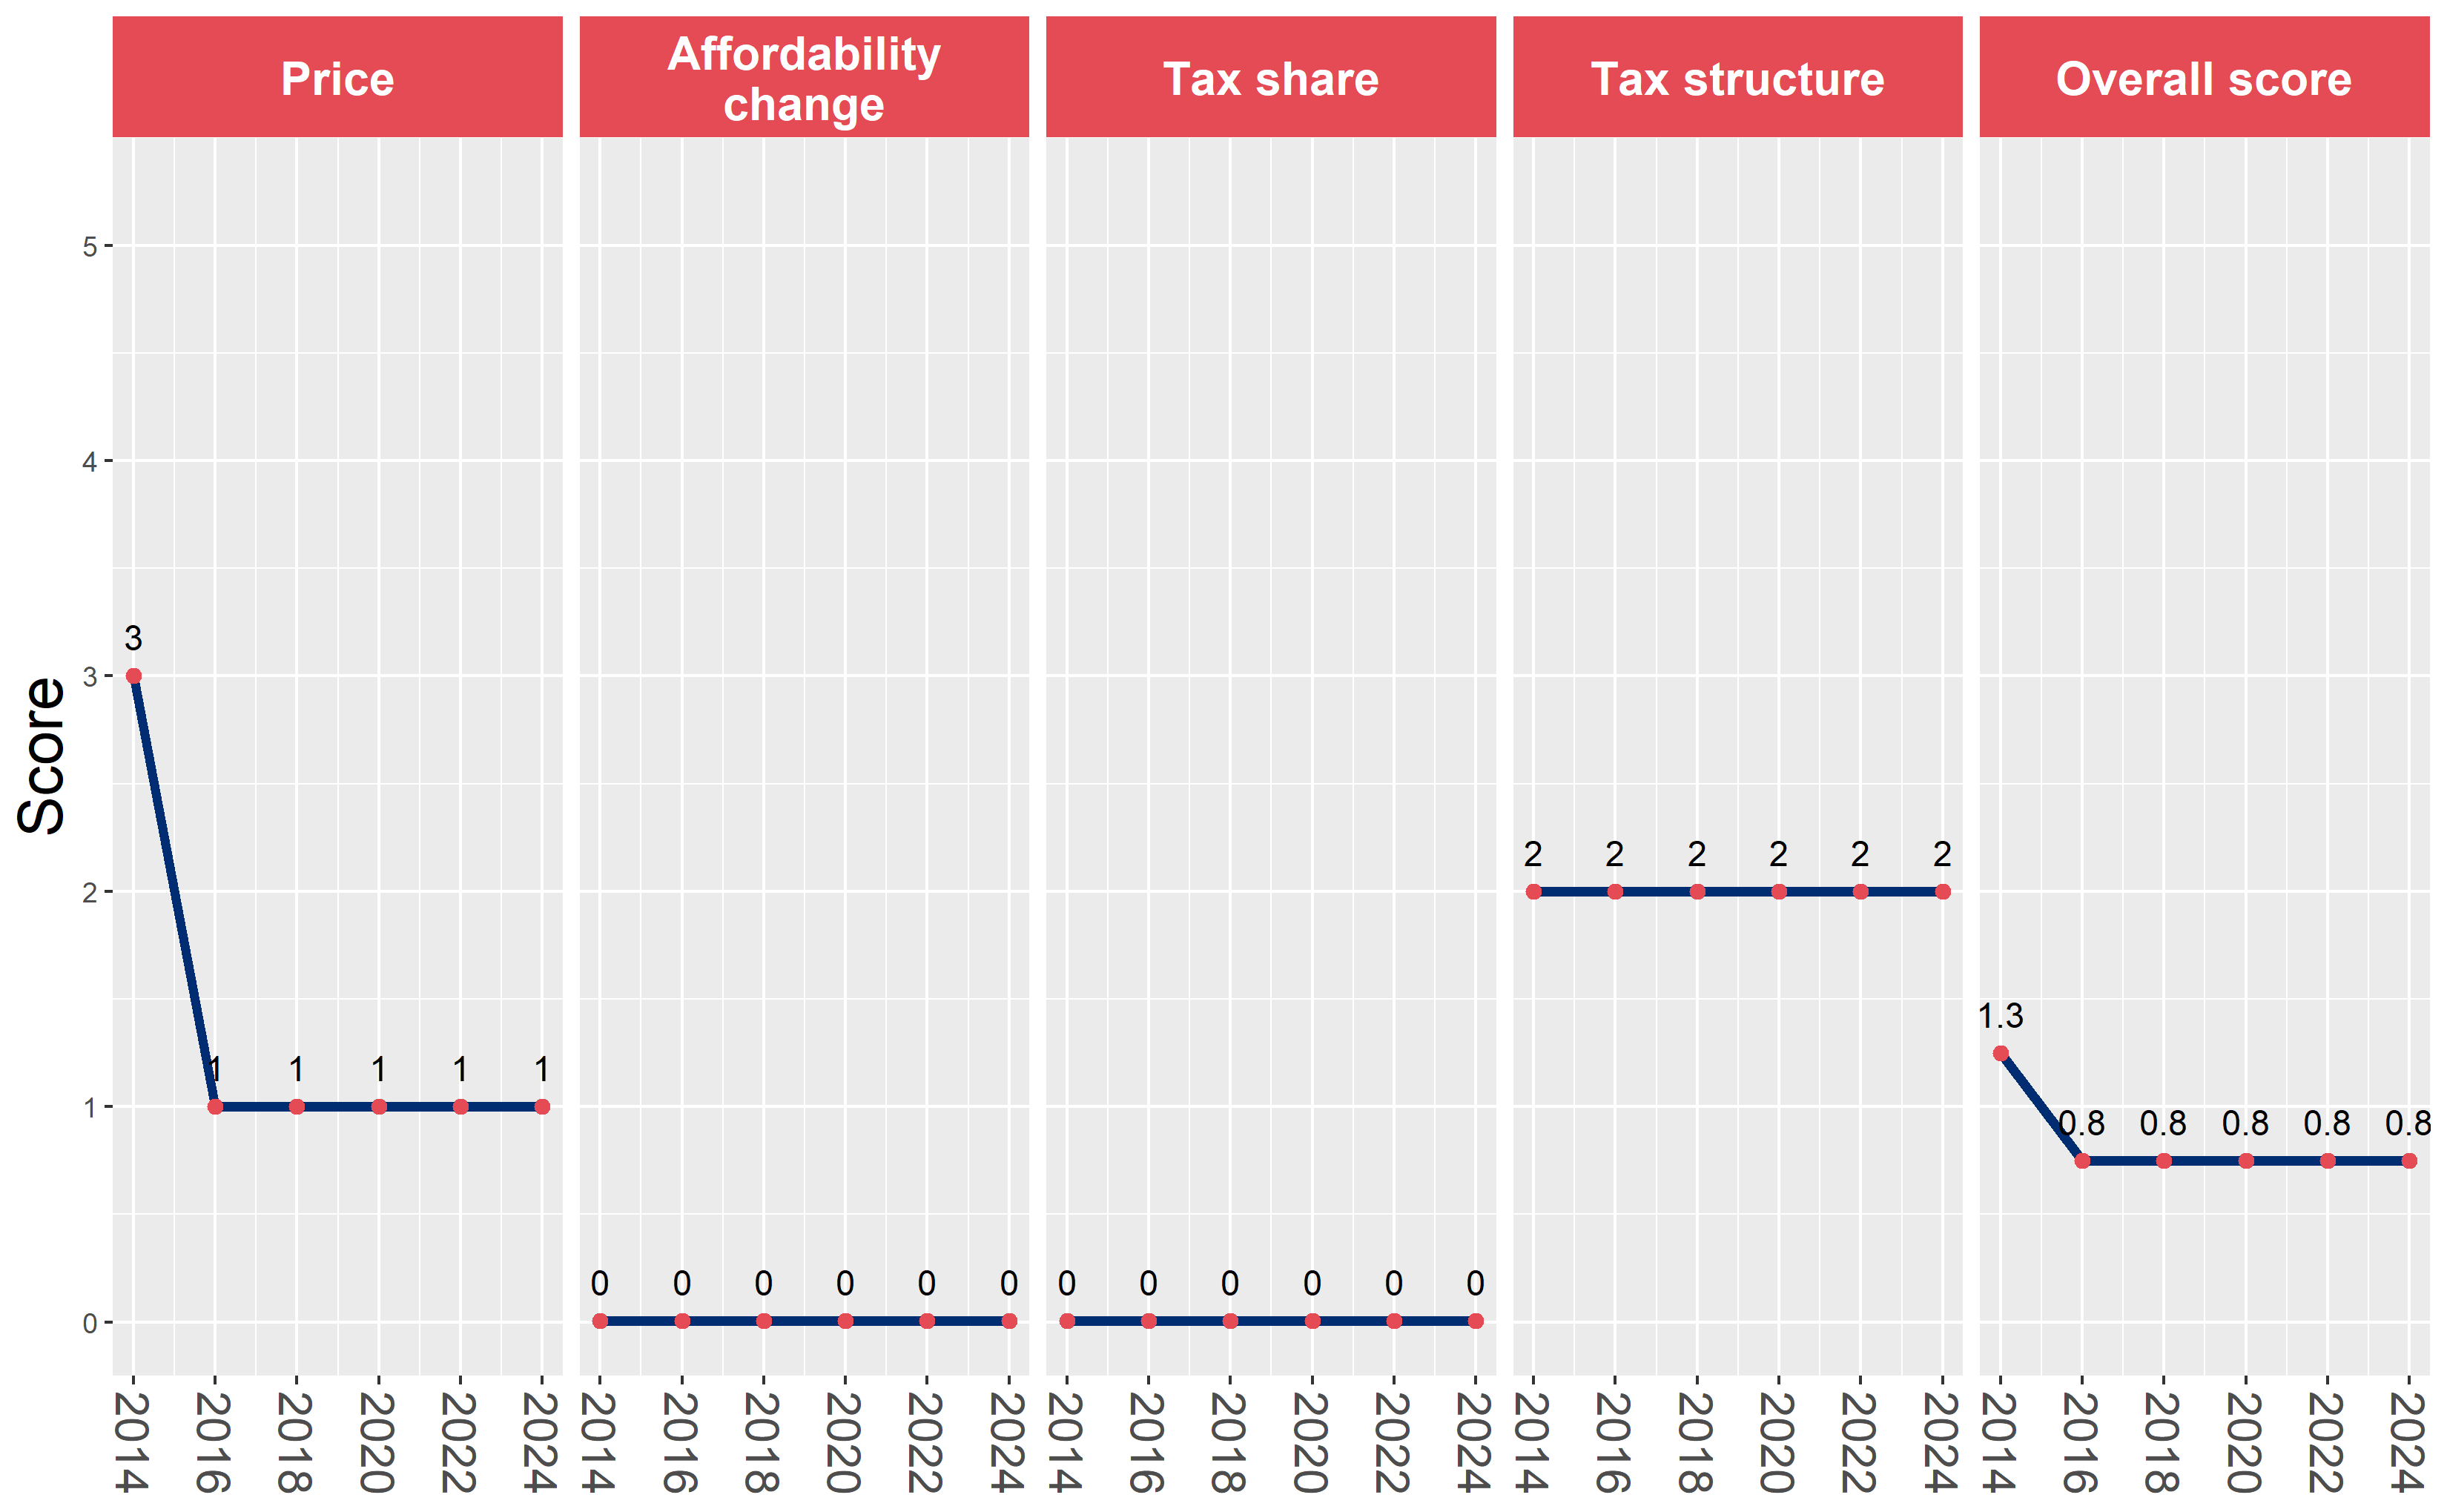 Price
Affordability
change
Tax share
Tax structure
Overall score
Score
5
4
3
2
1
0
3 1 1 1 1 1
0 0 0 0 0 0
0 0 0 0 0 0
2 2 2 2 2 2
1.3 0.8 0.8 0.8 0.8 0.8
2014 2016 2018 2020 2022 2024
2014 2016 2018 2020 2022 2024
2014 2016 2018 2020 2022 2024
2014 2016 2018 2020 2022 2024
2014 2016 2018 2020 2022 2024